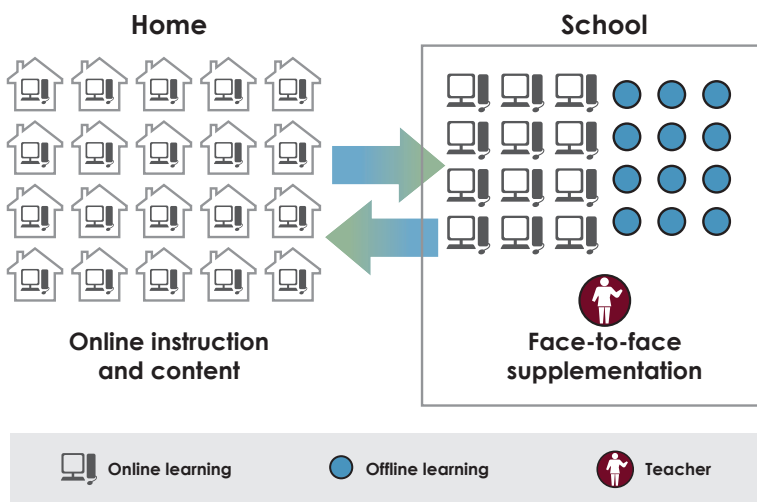 Home
School
Online instruction
and content
Face-to-face
supplementation
Online learning
Offline learning
Teacher